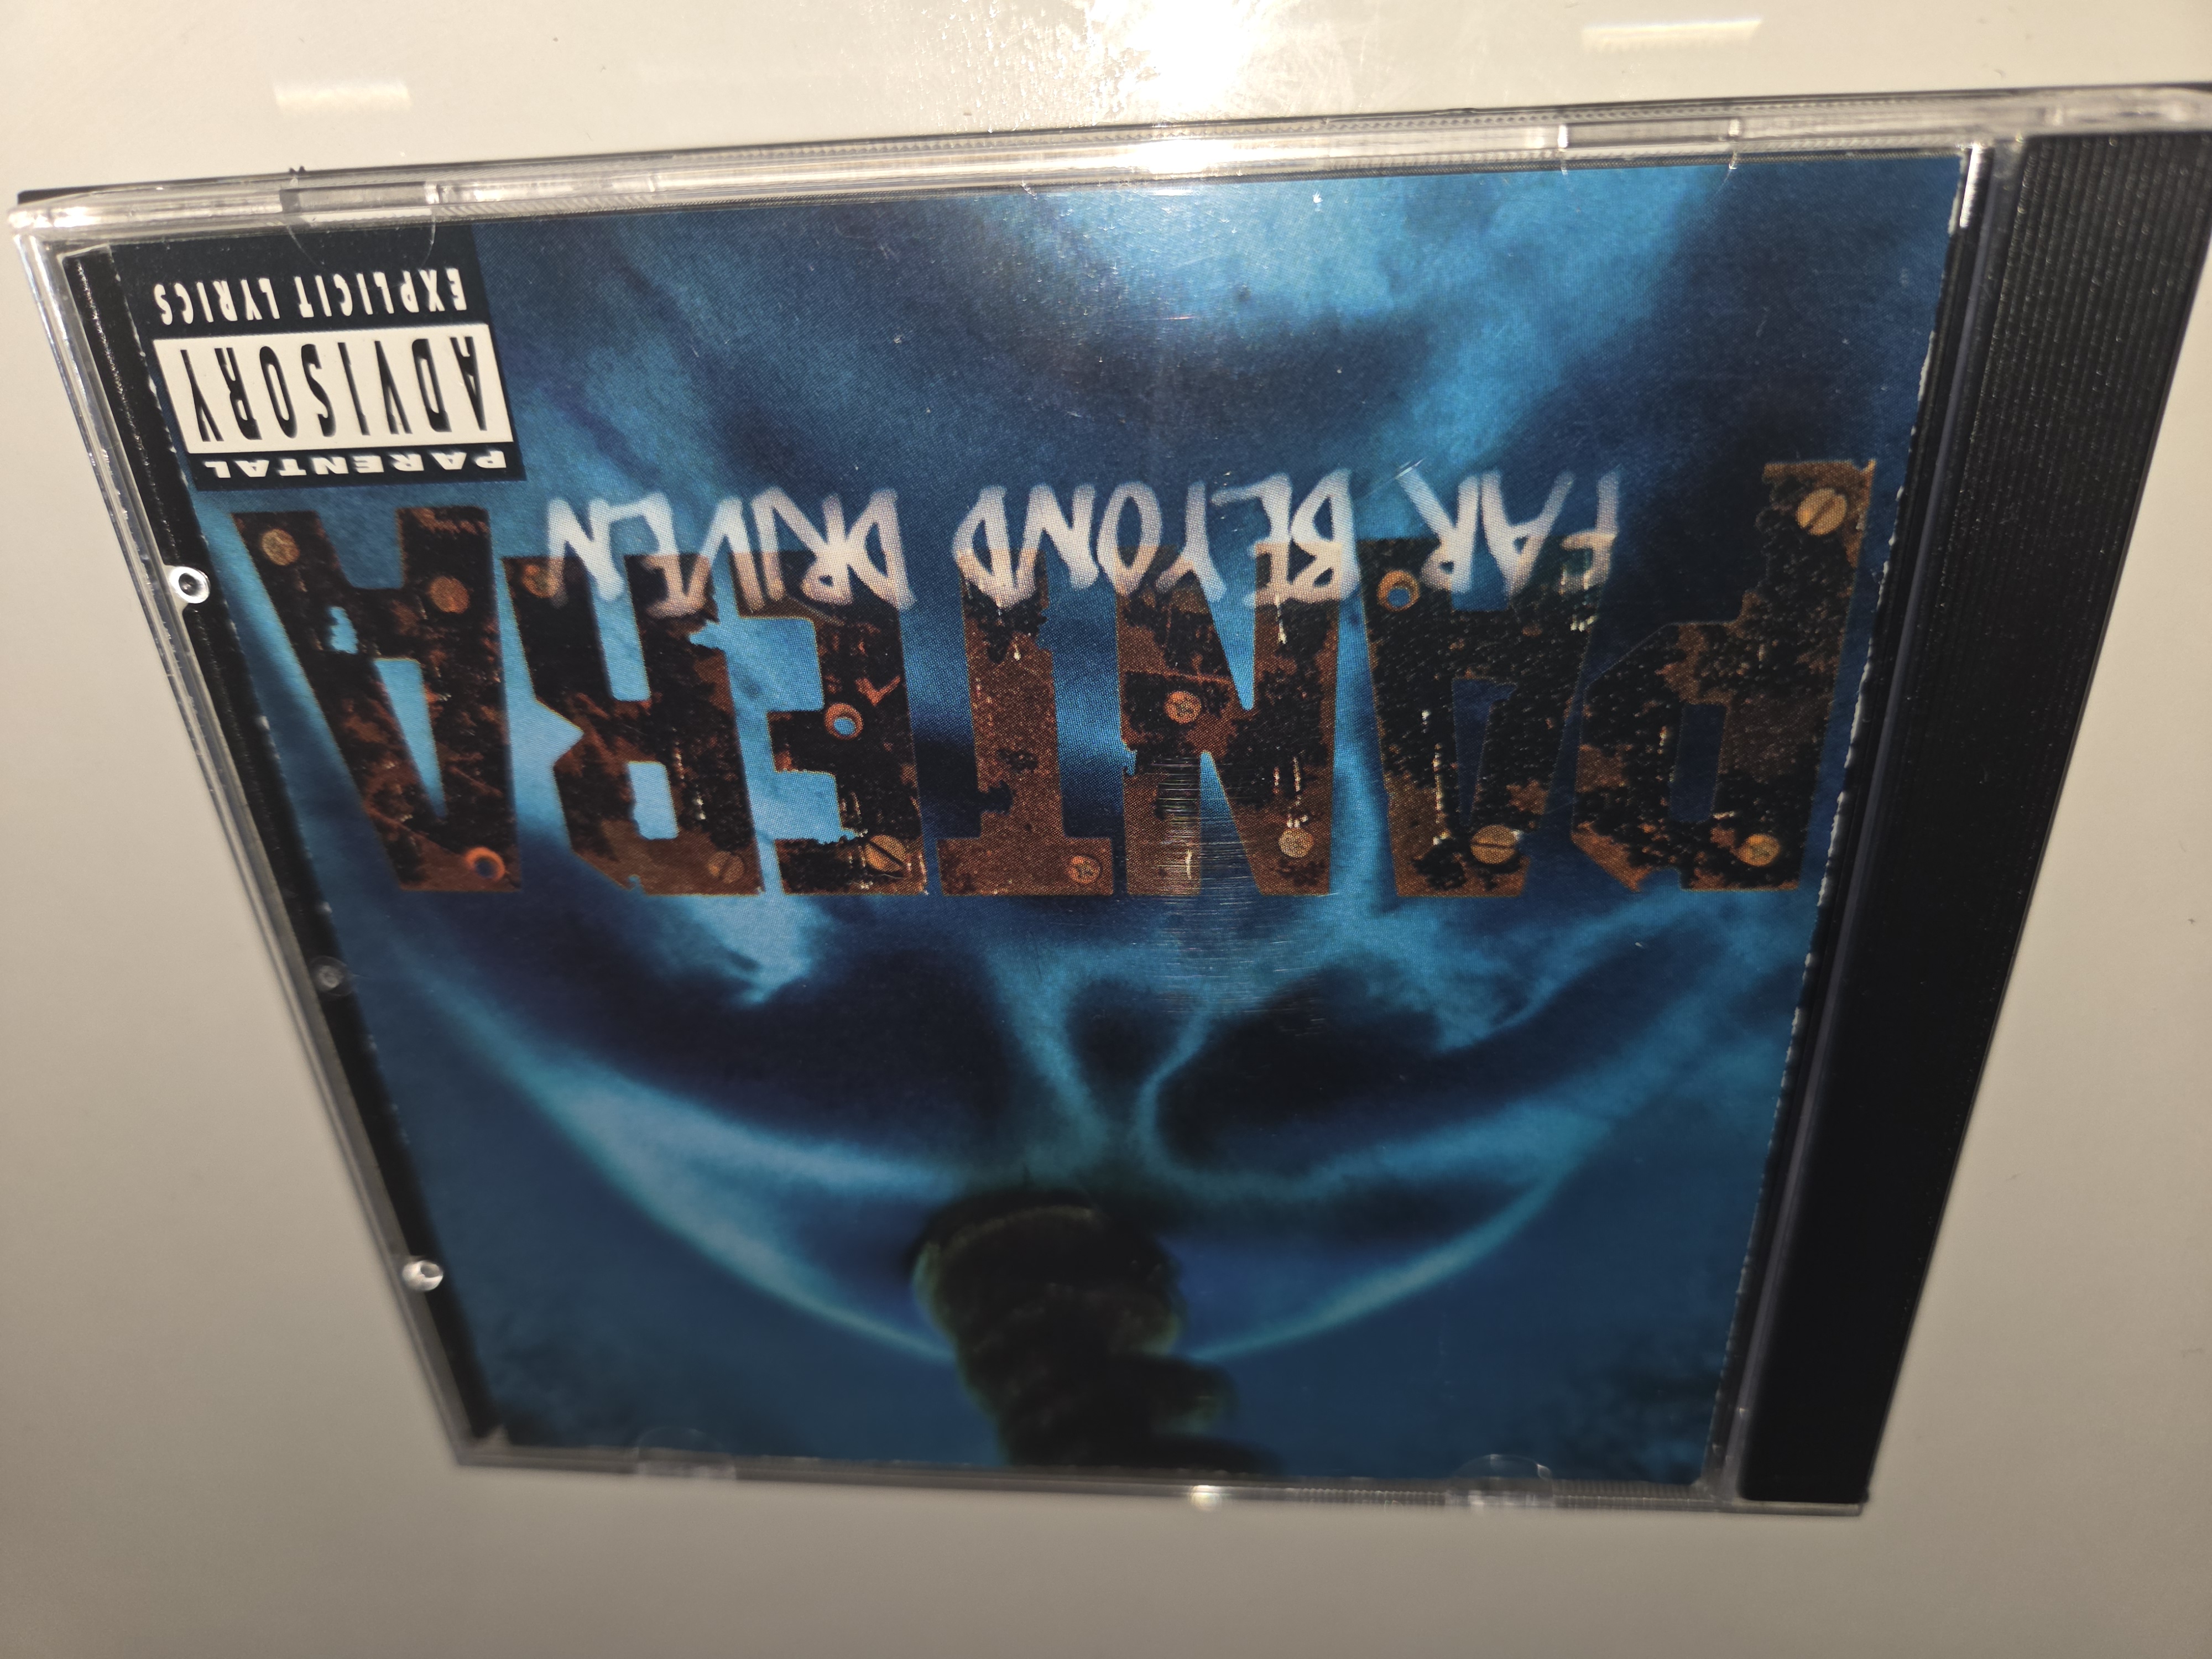 PANTERA
FAR BEYOND DRIVEN
PARENTAL
ADVISORY
EXPLICIT LYRICS